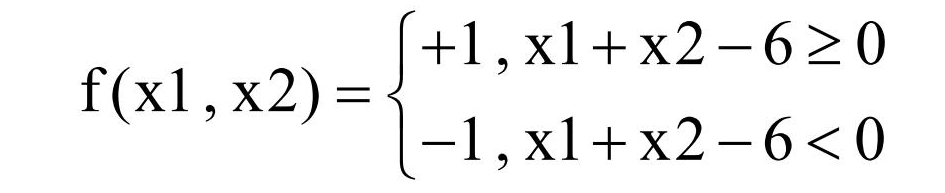 +1, x1 + x2 − 6 ≥ 0
f(x1, x2) = {
−1, x1 + x2 − 6 < 0